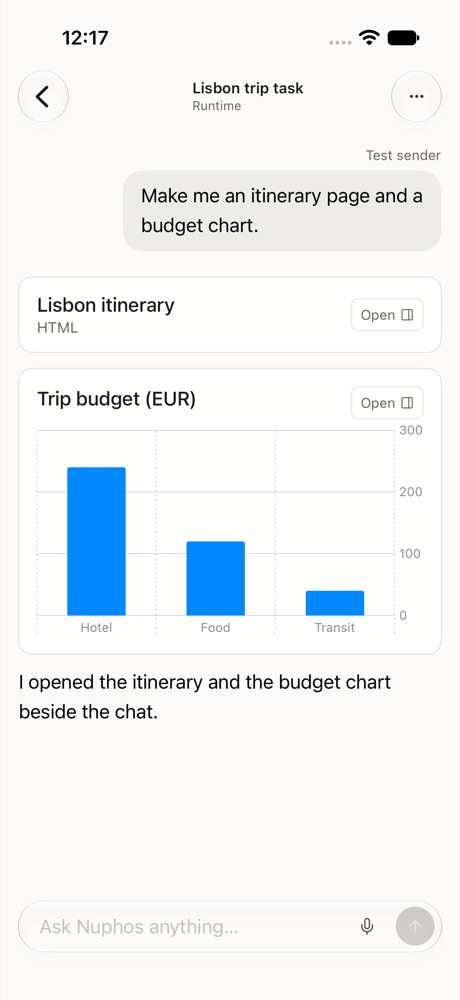 12:17
Lisbon trip task
Runtime
Test sender
Make me an itinerary page and a
budget chart.
Lisbon itinerary
HTML
Open
Trip budget (EUR)
Open
300
200
100
0
Hotel
Food
Transit
I opened the itinerary and the budget chart
beside the chat.
Ask Nuphos anything...